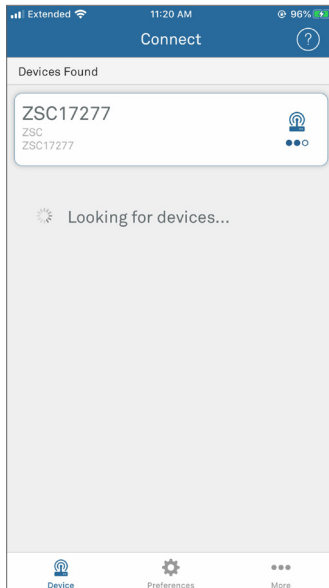 Extended 11:20 AM 96%
Connect ?
Devices Found
ZSC17277
ZSC
ZSC17277
Looking for devices...
Device Preferences More